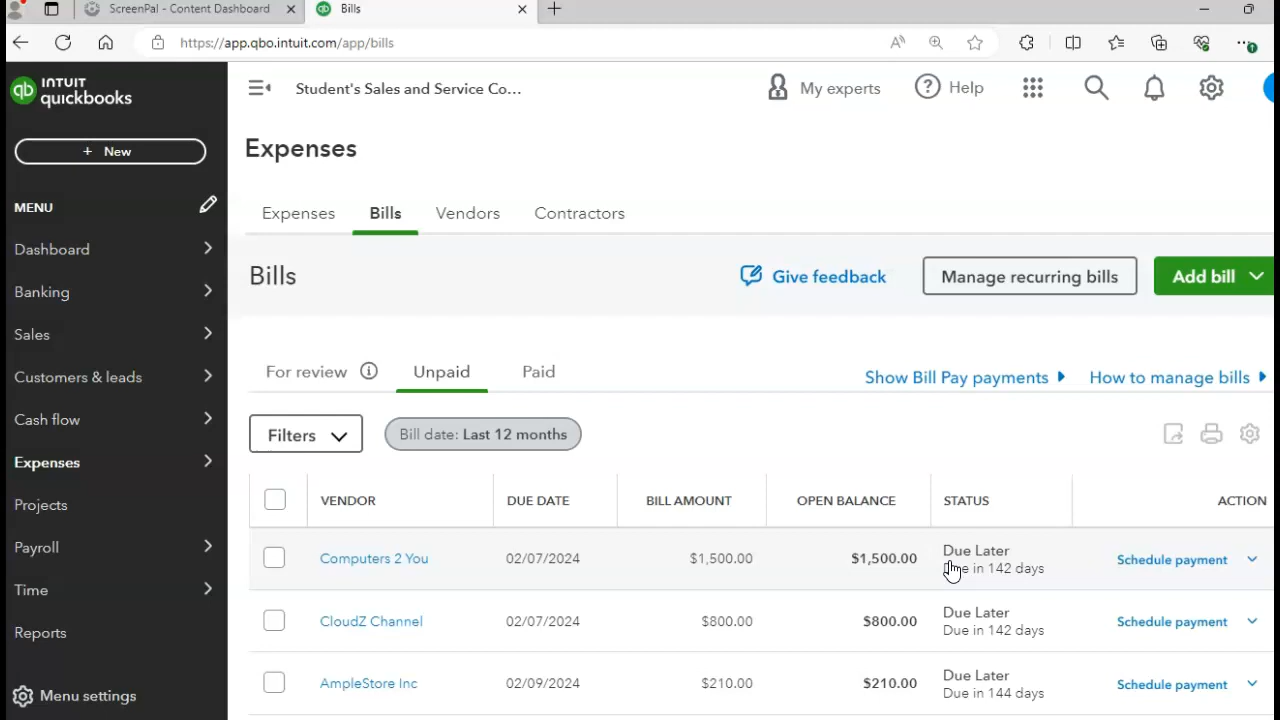 ScreenPal - Content Dashboard
Bills
https://app.qbo.intuit.com/app/bills
INTUIT
quickbooks
Student's Sales and Service Co...
My experts
Help
+ New
Expenses
MENU
Expenses Bills Vendors Contractors
Dashboard
Banking
Bills
Give feedback
Manage recurring bills
Add bill
Sales
Customers & leads
For review
Unpaid
Paid
Show Bill Pay payments
How to manage bills
Cash flow
Filters
Bill date: Last 12 months
Expenses
VENDOR DUE DATE BILL AMOUNT OPEN BALANCE STATUS ACTION
Projects
Payroll
Computers 2 You 02/07/2024 $1,500.00 $1,500.00 Due Later Schedule payment
in 142 days
Time
CloudZ Channel 02/07/2024 $800.00 $800.00 Due Later Schedule payment
Due in 142 days
Reports
AmpleStore Inc 02/09/2024 $210.00 $210.00 Due Later Schedule payment
Due in 144 days
Menu settings